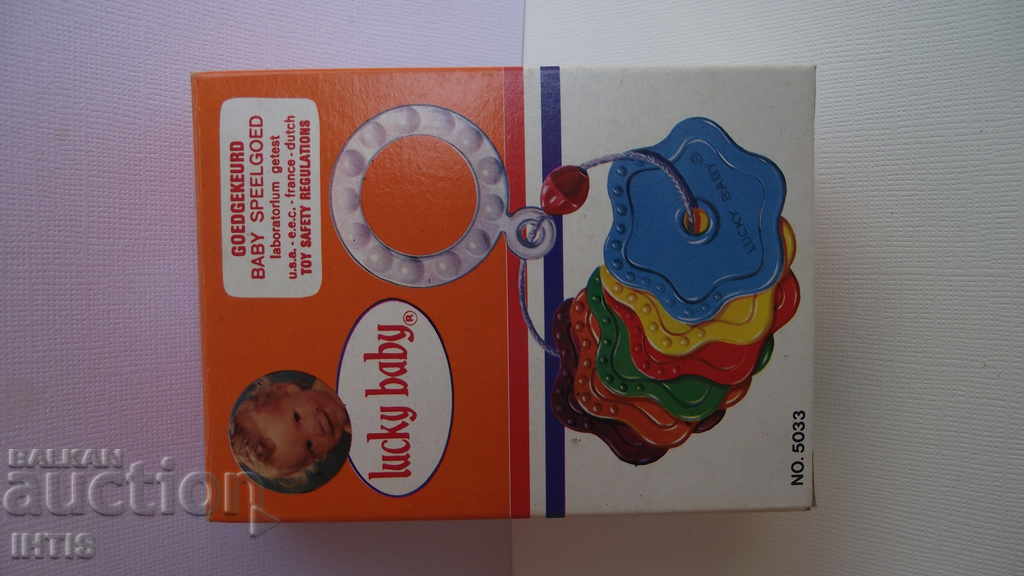 GOEDGEKEURD
BABY SPEELGOED
laboratorium getest
u.s.a. - e.e.c. - france - dutch
TOY SAFETY REGULATIONS
lucky baby®
LUCKY BABY ®
NO. 5033
BALKAN
auction
IHTIS